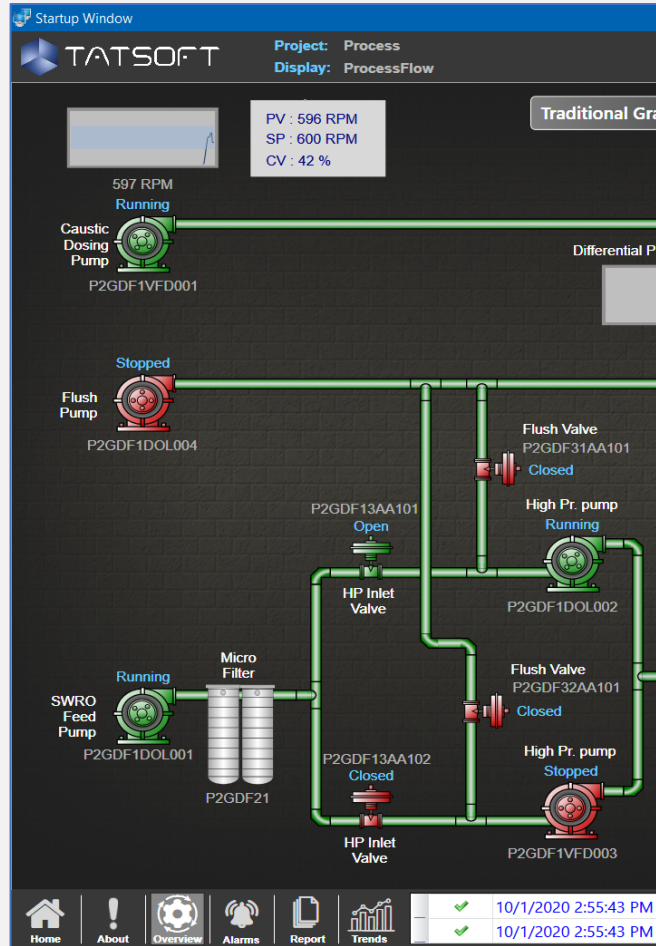 Startup Window
TATSOFT
Project: Process
Display: ProcessFlow
Traditional Gra
PV : 596 RPM
SP : 600 RPM
CV : 42 %
597 RPM
Running
Caustic
Dosing
Pump
P2GDF1VFD001
Differential P
Stopped
Flush
Pump
P2GDF1DOL004
Flush Valve
P2GDF31AA101
Closed
P2GDF13AA101
Open
HP Inlet
Valve
High Pr. pump
Running
P2GDF1DOL002
Running
SWRO
Feed
Pump
P2GDF1DOL001
Micro
Filter
P2GDF21
Flush Valve
P2GDF32AA101
Closed
P2GDF13AA102
Closed
HP Inlet
Valve
High Pr. pump
Stopped
P2GDF1VFD003
Home
About
Overview
Alarms
Report
Trends
10/1/2020 2:55:43 PM
10/1/2020 2:55:43 PM